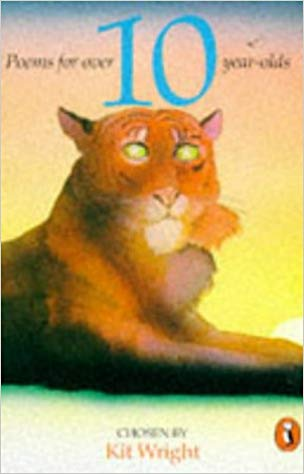 Poems for over 10 year-olds
CHOSEN BY
Kit Wright